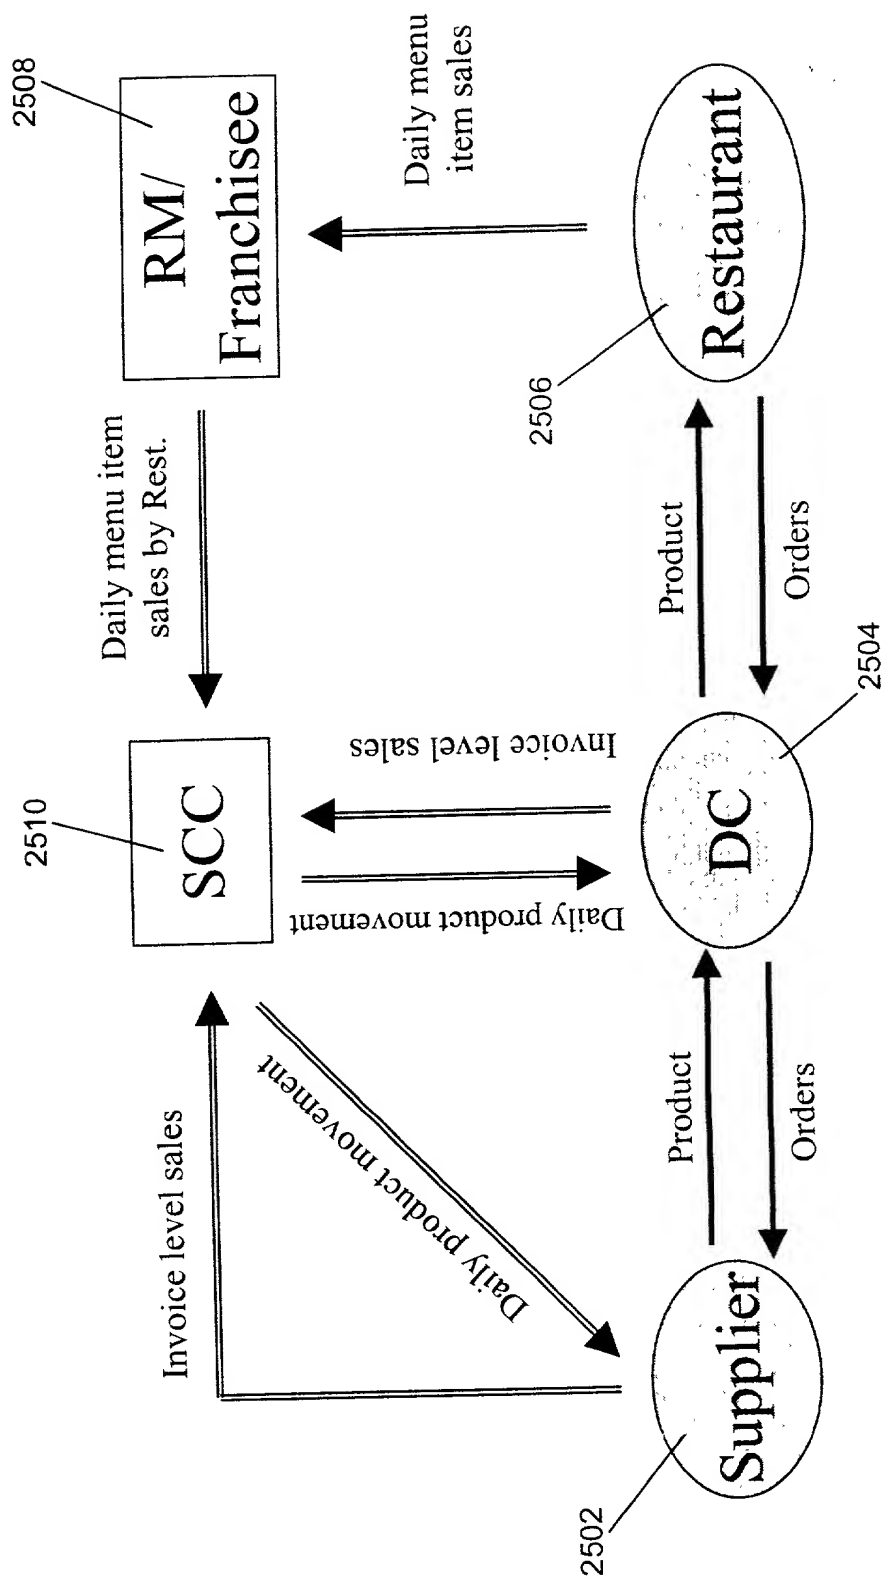 2510
2508
Daily menu item
sales by Rest.
SCC
RM/
Franchisee
Invoice level sales
Daily product movement
Daily product movement
Invoice level sales
Daily menu
item sales
2502
2506
Product
Product
Supplier
DC
Restaurant
Orders
Orders
2504